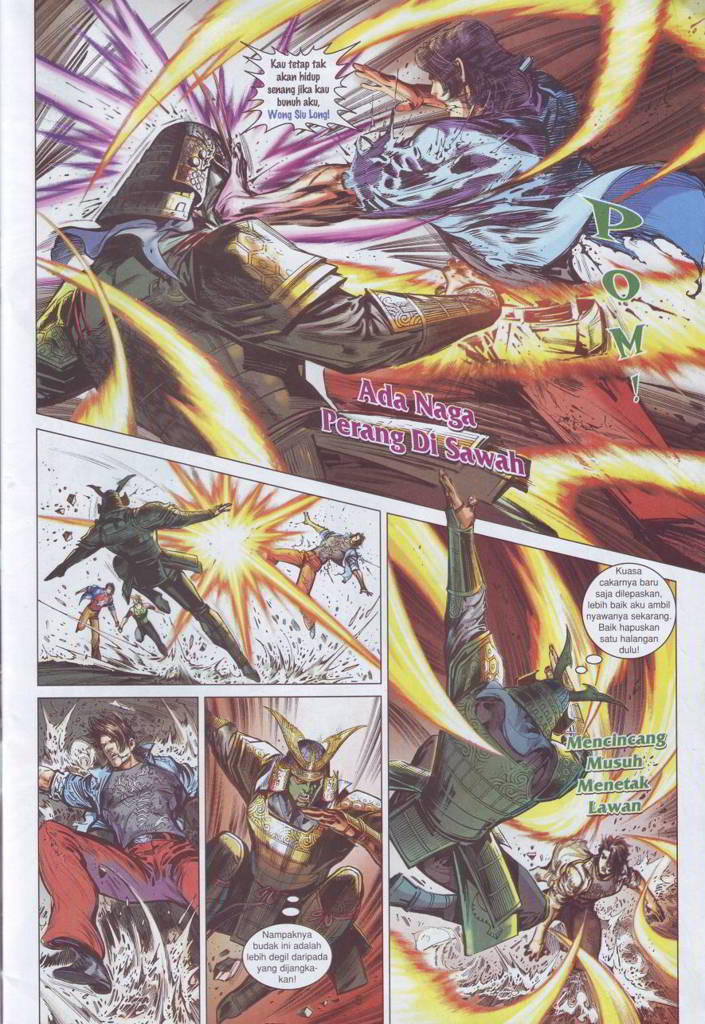 Kau tetap tak
akan hidup
senang jika kau
bunuh aku,
Wong Siu Long!
POM!
Ada Naga
Perang Di Sawah
Kuasa
cakarnya baru
saja dilepaskan,
lebih baik aku ambil
nyawanya sekarang.
Baik hapuskan
satu halangan
dulu!
Mencincang
Musuh
Menetak
Lawan
Nampaknya
budak ini adalah
lebih degil daripada
yang dijangka-
kan!